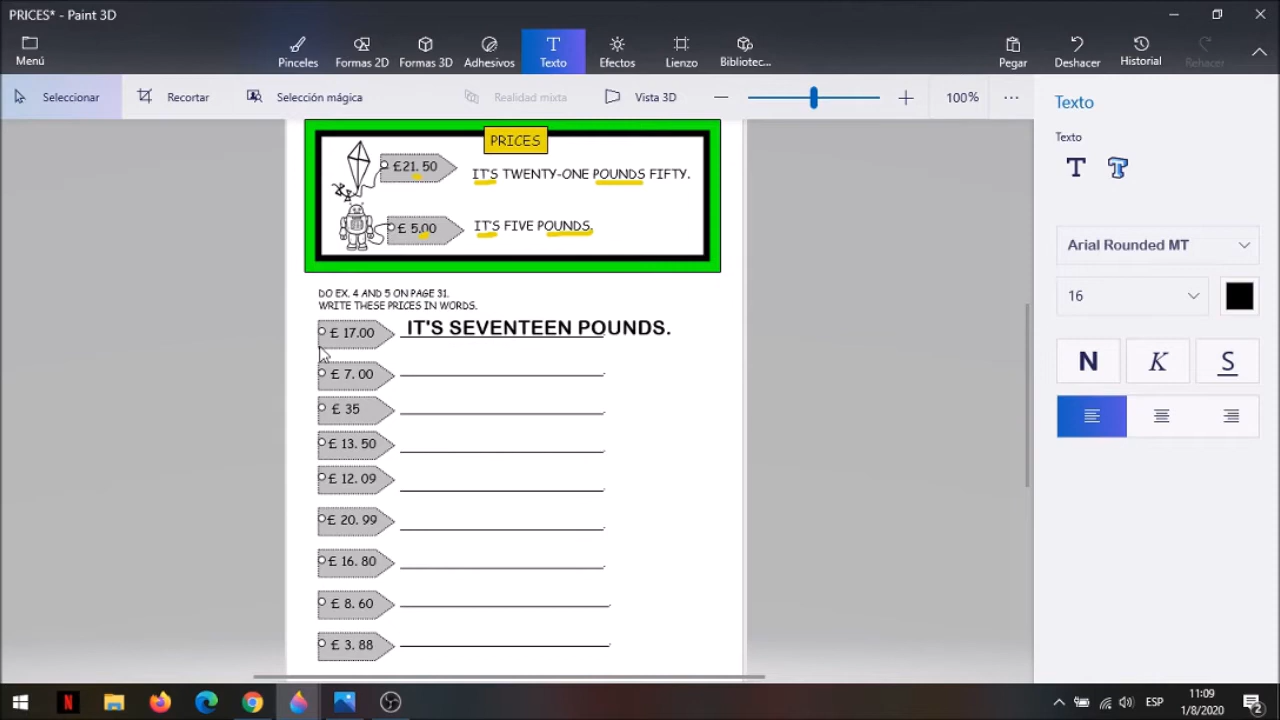 PRICES* - Paint 3D
Menú
Pinceles
Formas 2D
Formas 3D
Adhesivos
Texto
Efectos
Lienzo
Bibliotec...
Pegar
Deshacer
Historial
Rehacer
Seleccionar
Recortar
Selección mágica
Realidad mixta
Vista 3D
100%
Texto
Texto
Arial Rounded MT
16
N K S
PRICES
£21. 50
IT'S TWENTY-ONE POUNDS FIFTY.
£ 5.00
IT'S FIVE POUNDS.
DO EX. 4 AND 5 ON PAGE 31.
WRITE THESE PRICES IN WORDS.
£ 17.00 IT'S SEVENTEEN POUNDS.
£ 7. 00
£ 35
£ 13. 50
£ 12. 09
£ 20. 99
£ 16. 80
£ 8. 60
£ 3. 88
ESP
11:09
1/8/2020
2